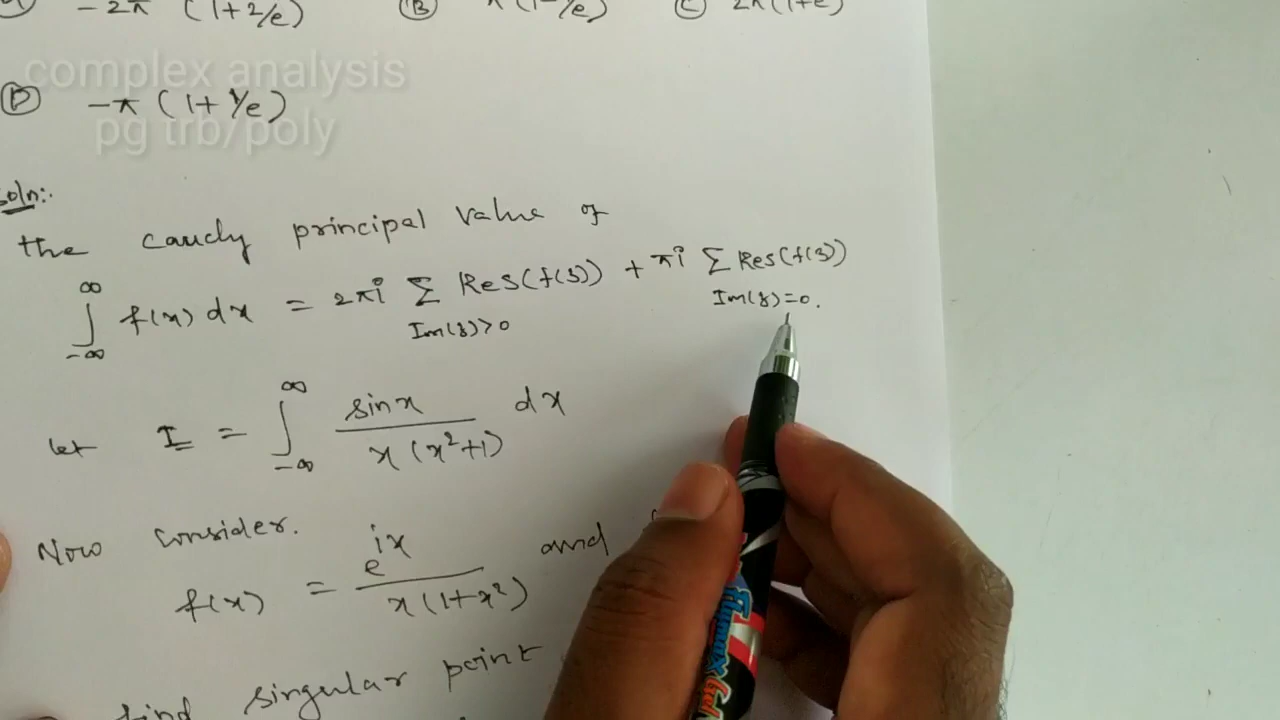 -2π (1+2/e) Ⓑ π(1-1/e) Ⓒ 2π(1+e)
complex analysis
Ⓓ -π (1+1/e)
pg trb/poly
soln:
the caucly principal value of
∞∫-∞ f(x) dx = 2πi Σ Res(f(z)) + πi Σ Res(f(z))
Im(z)>0 Im(z)=0.
let I = ∞∫-∞ sinx / x(x²+1) dx
Now consider.
f(x) = e^ix / x(1+x²) and
find singular point